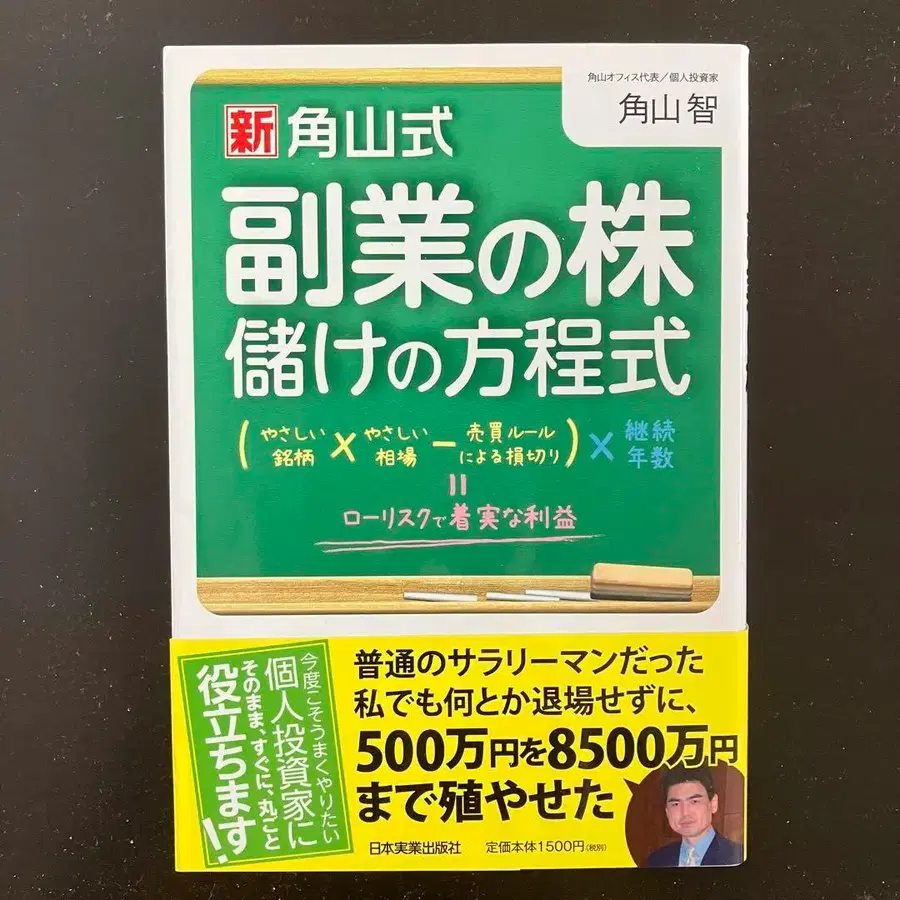 角山オフィス代表／個人投資家
角山 智
新 角山式
副業の株
儲けの方程式
(やさしい銘柄×やさしい相場－売買ルールによる損切り)×継続年数
＝
ローリスクで着実な利益
今度こそうまくやりたい
個人投資家に
そのまま、すぐに、丸ごと
役立ちます！
普通のサラリーマンだった
私でも何とか退場せずに、
500万円を8500万円
まで殖やせた
日本実業出版社 定価本体1500円(税別)